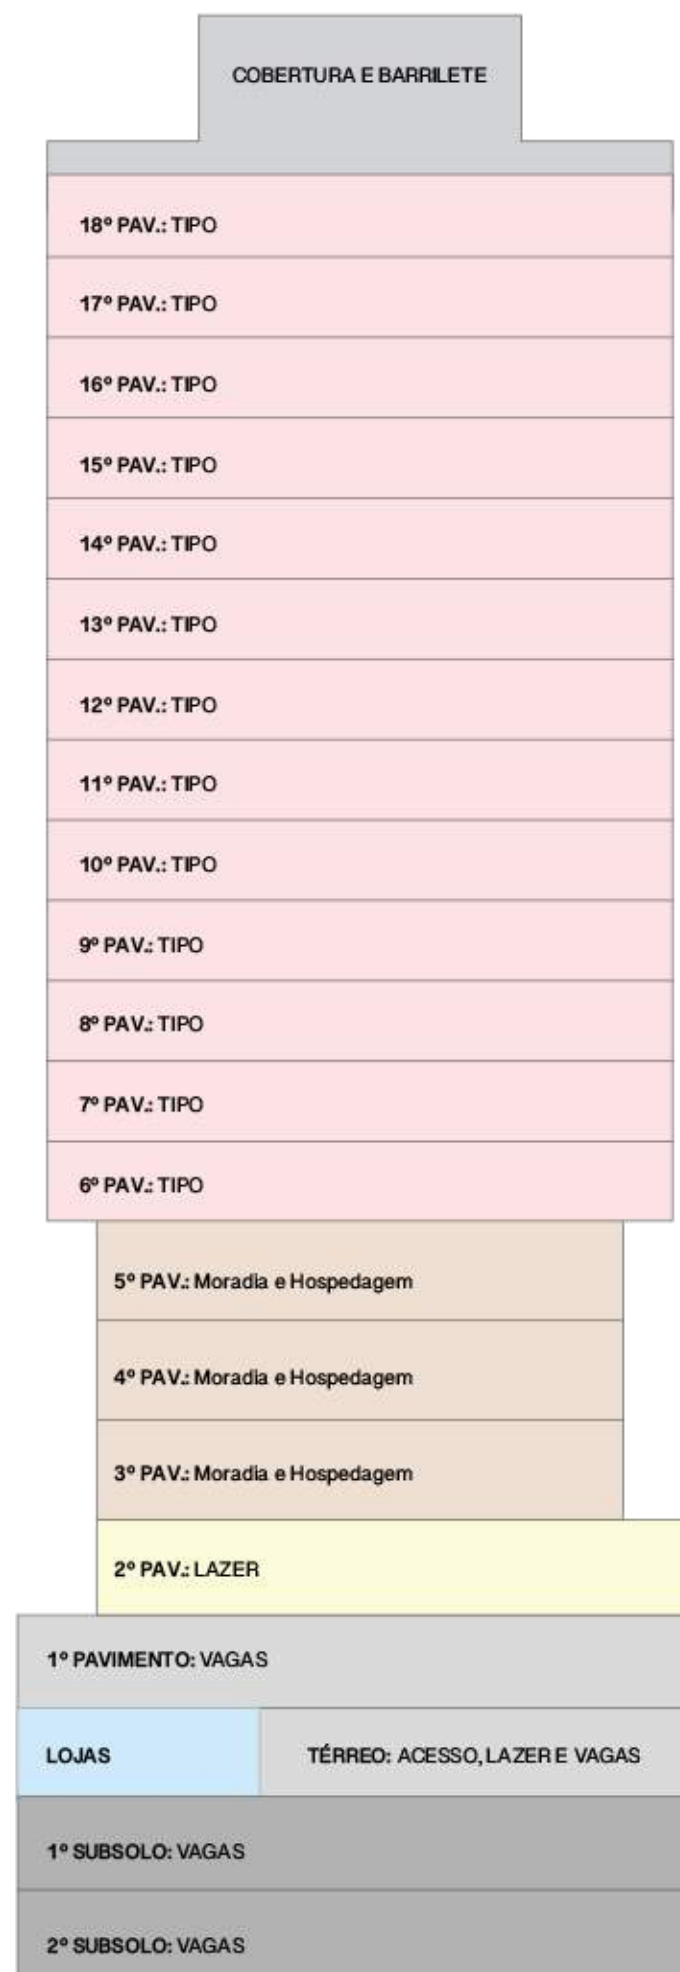 COBERTURA E BARRILETE
18º PAV.: TIPO
17º PAV.: TIPO
16º PAV.: TIPO
15º PAV.: TIPO
14º PAV.: TIPO
13º PAV.: TIPO
12º PAV.: TIPO
11º PAV.: TIPO
10º PAV.: TIPO
9º PAV.: TIPO
8º PAV.: TIPO
7º PAV.: TIPO
6º PAV.: TIPO
5º PAV.: Moradia e Hospedagem
4º PAV.: Moradia e Hospedagem
3º PAV.: Moradia e Hospedagem
2º PAV.: LAZER
1º PAVIMENTO: VAGAS
LOJAS
TÉRREO: ACESSO, LAZER E VAGAS
1º SUBSOLO: VAGAS
2º SUBSOLO: VAGAS